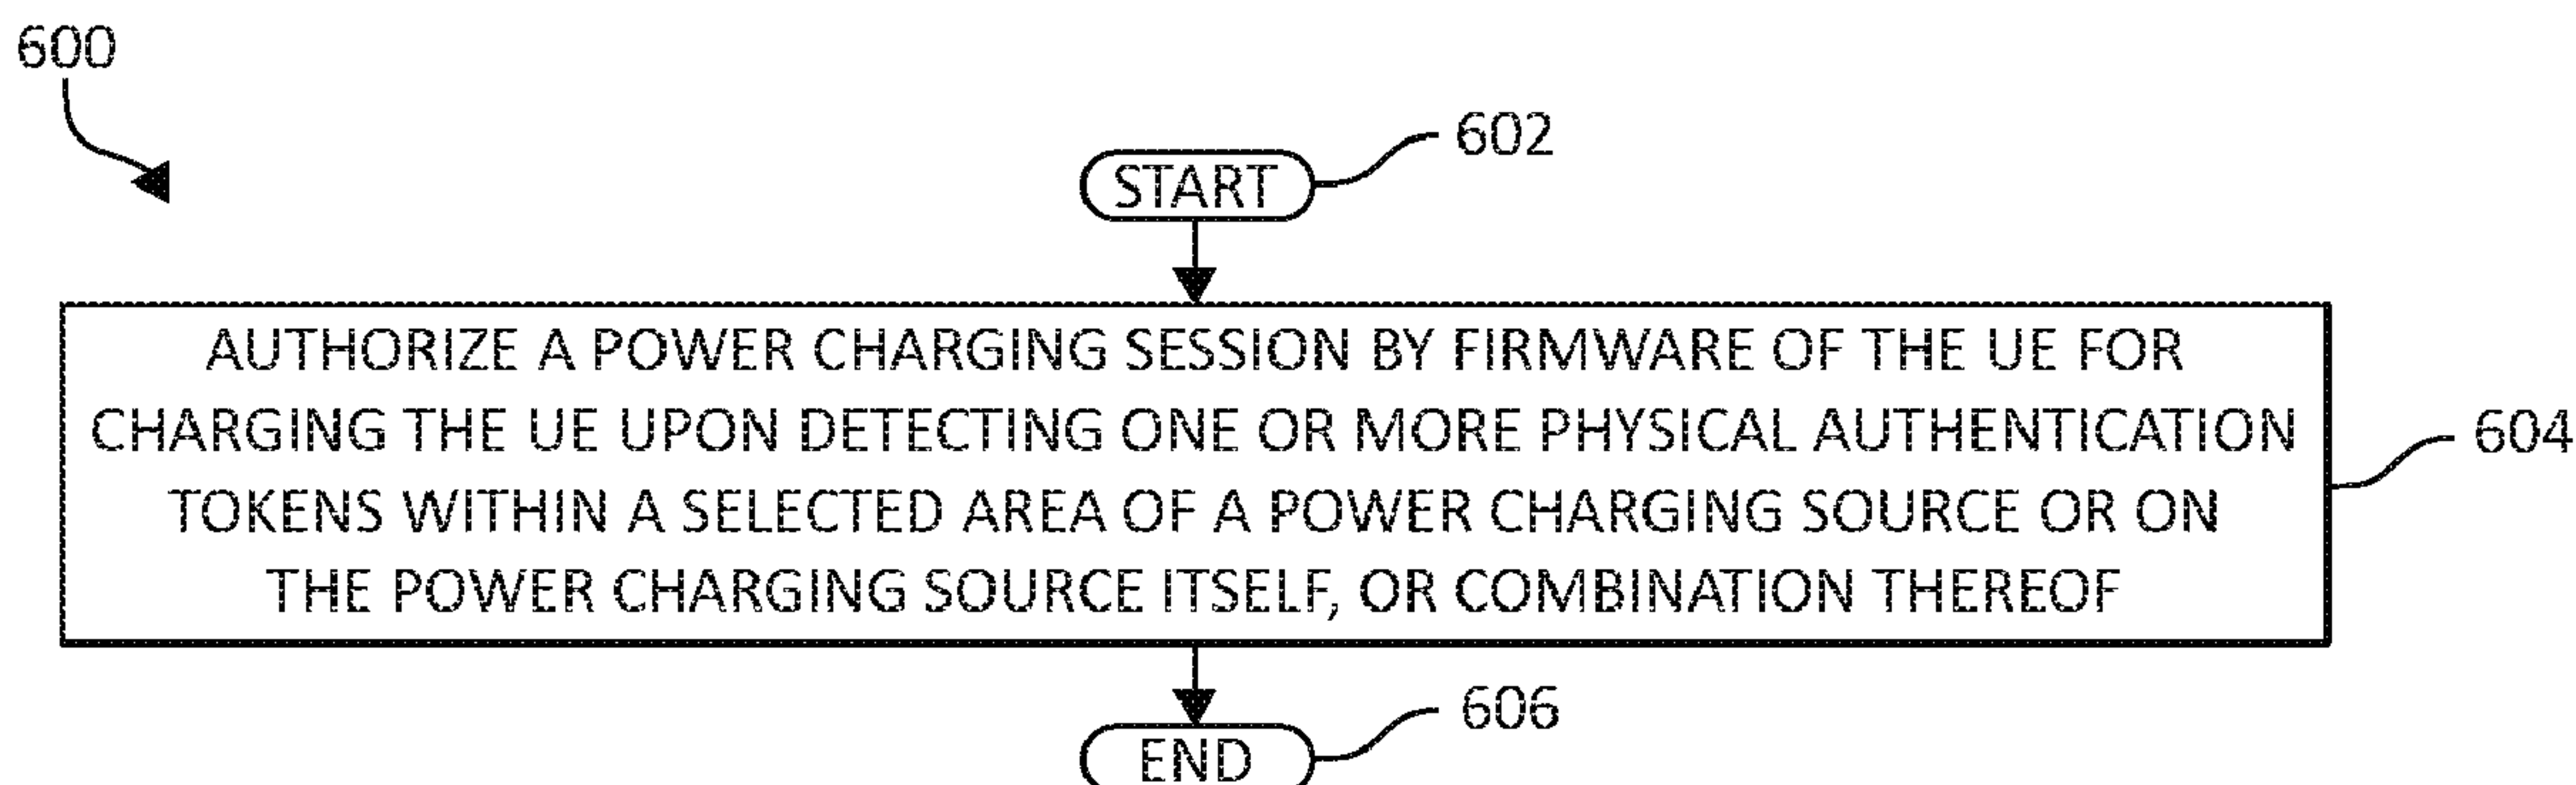 600
602
START
AUTHORIZE A POWER CHARGING SESSION BY FIRMWARE OF THE UE FOR
CHARGING THE UE UPON DETECTING ONE OR MORE PHYSICAL AUTHENTICATION
TOKENS WITHIN A SELECTED AREA OF A POWER CHARGING SOURCE OR ON
THE POWER CHARGING SOURCE ITSELF, OR COMBINATION THEREOF
604
606
END